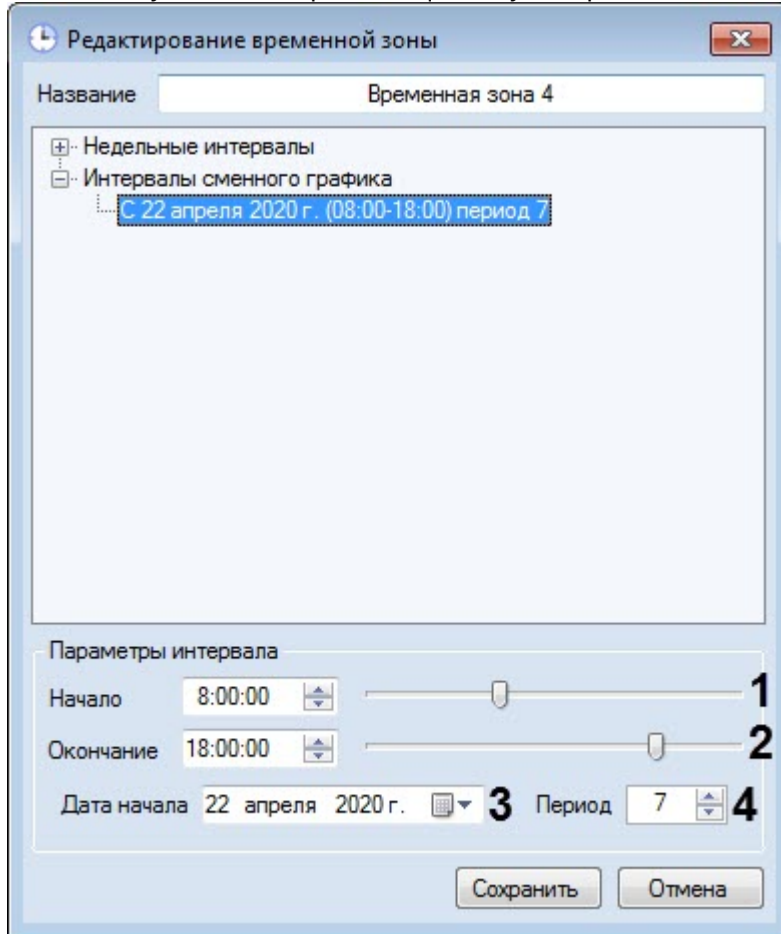 Редактирование временной зоны
Название Временная зона 4
Недельные интервалы
Интервалы сменного графика
С 22 апреля 2020 г. (08:00-18:00) период 7
Параметры интервала
Начало 8:00:00 1
Окончание 18:00:00 2
Дата начала 22 апреля 2020 г. 3 Период 7 4
Сохранить Отмена